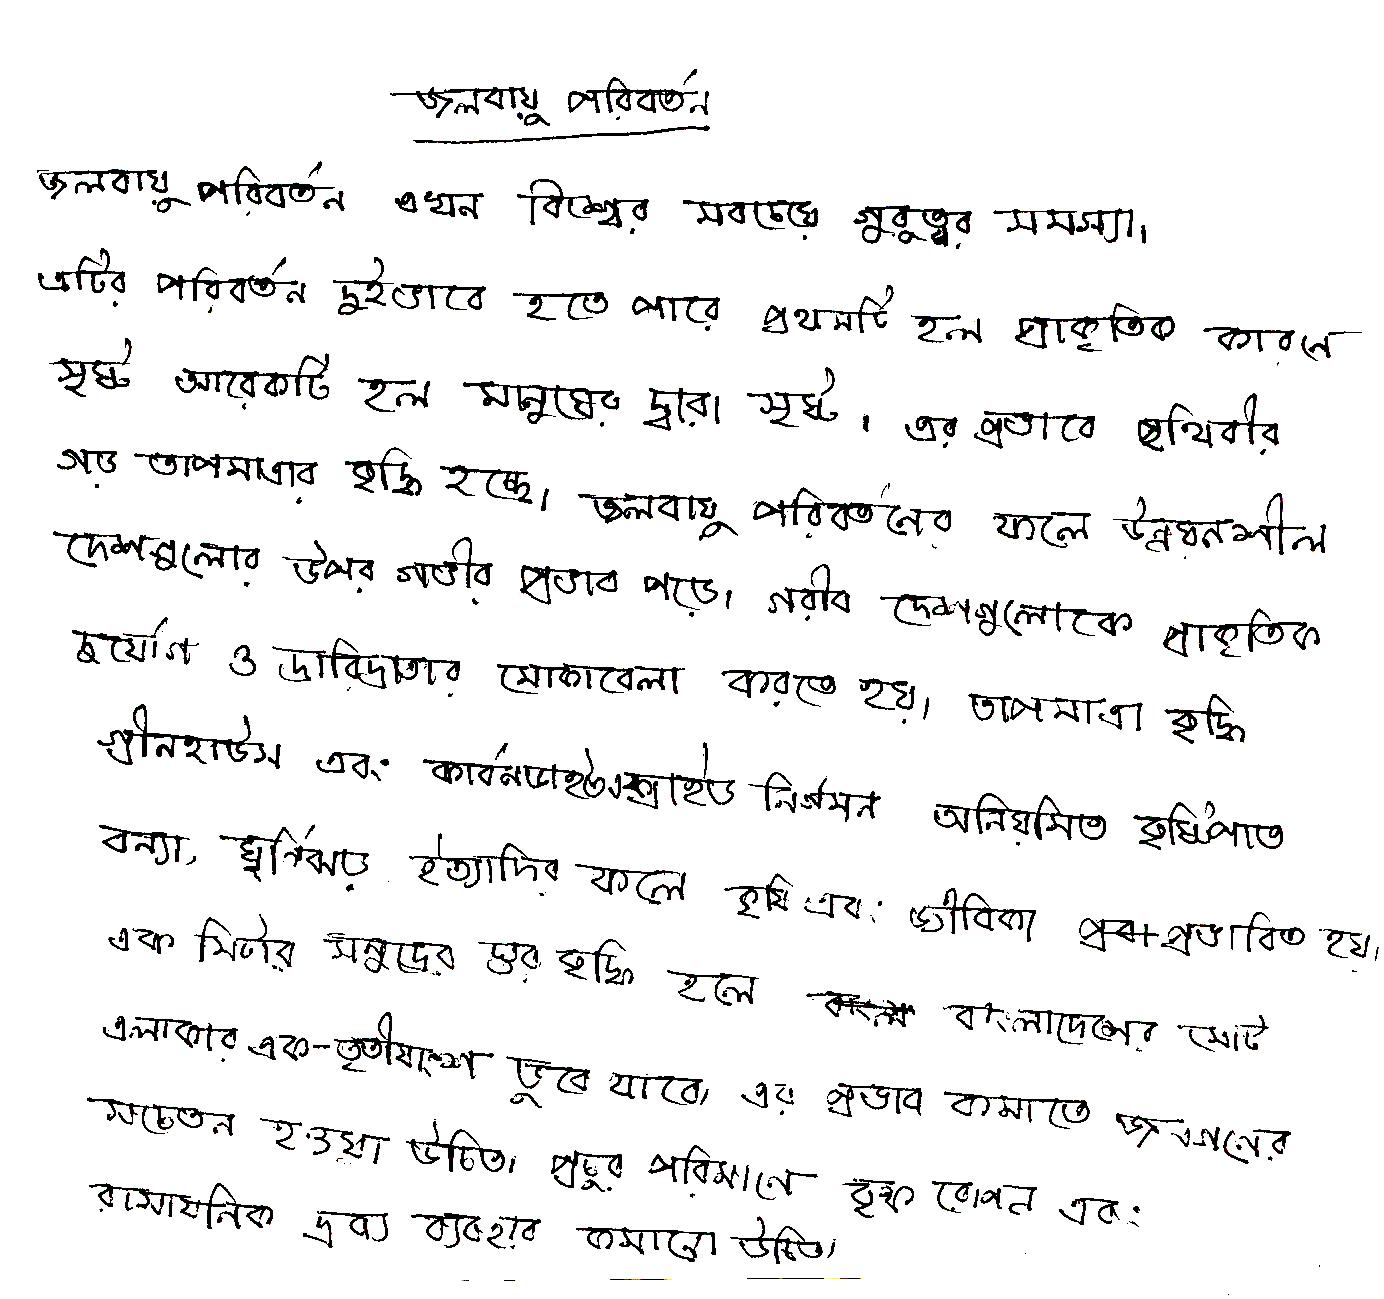 জলবায়ু পরিবর্তন
জলবায়ু পরিবর্তন এখন বিশ্বের সবচেয়ে গুরুত্বর সমস্যা।
এটির পরিবর্তন দুইভাবে হতে পারে প্রথমটি হল প্রাকৃতিক কারনে
সৃষ্ট আরেকটি হল মানুষের দ্বারা সৃষ্ট। এর প্রভাবে পৃথিবীর
গড় তাপমাত্রার বৃদ্ধি হচ্ছে। জলবায়ু পরিবর্তনের ফলে উন্নয়নশীল
দেশগুলোর উপর গভীর প্রভাব পড়ে। গরীব দেশগুলোকে প্রাকৃতিক
দুর্যোগ ও দ্রারিদ্রতার মোকাবেলা করতে হয়। তাপমাত্রা বৃদ্ধি
গ্রীনহাউস এবং কার্বনডাইঅক্সাইড নির্গমন অনিয়মিত বৃষ্টিপাত
বন্যা, ঘূর্নিঝড় ইত্যাদির ফলে কৃষি এবং জীবিকা প্রভাবিত হয়।
এক মিটার সমুদ্রের স্তর বৃদ্ধি হলে বাংলাদেশের মোট
এলাকার এক-তৃতীয়াংশ ডুবে যাবে। এর প্রভাব কমাতে জনগনের
সচেতন হওয়া উচিত। প্রচুর পরিমানে বৃক্ষ রোপন এবং
রাসায়নিক দ্রব্য ব্যবহার কমানো উচিত।